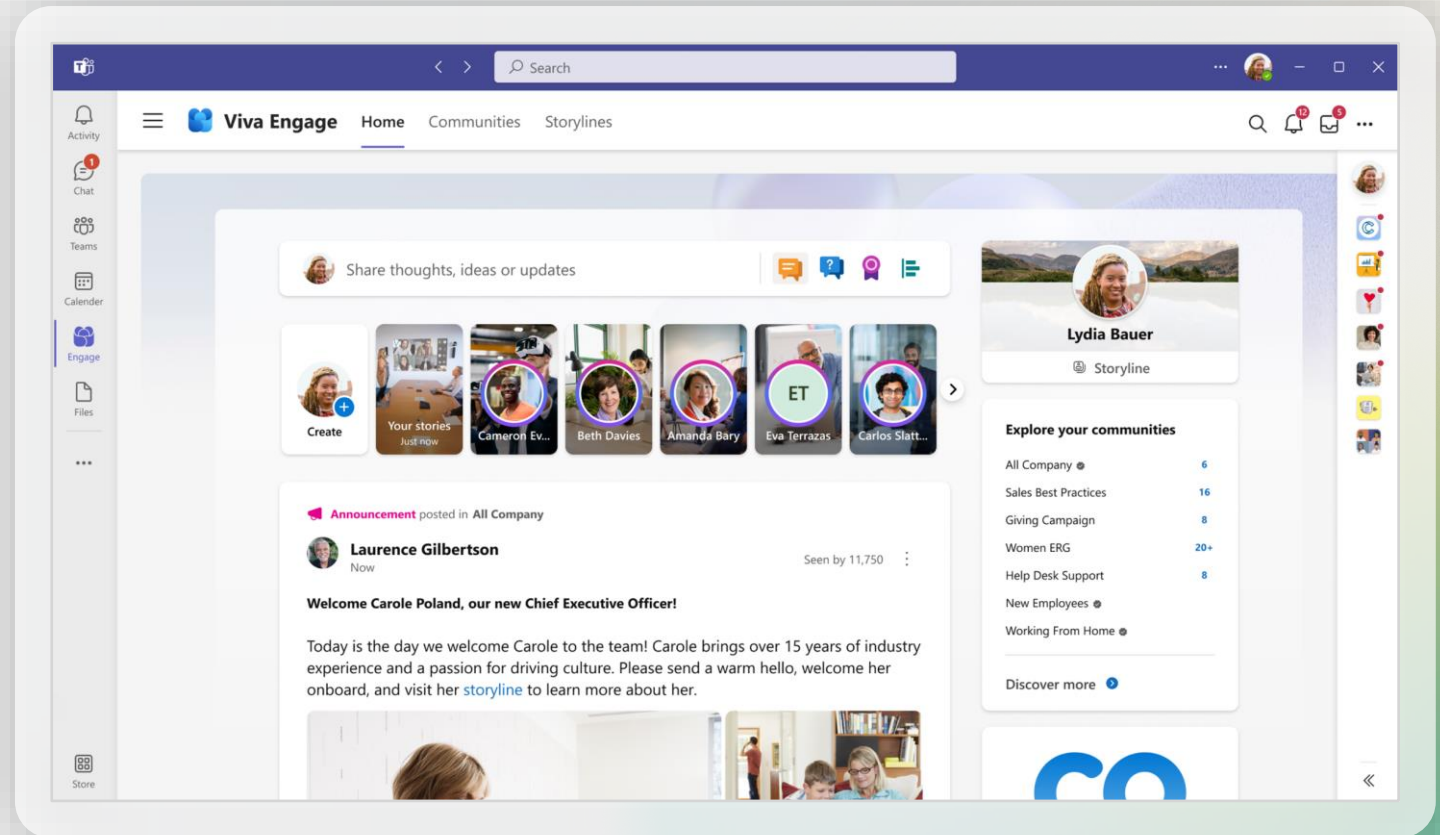 Search
Activity
1
Chat
Teams
Calender
Engage
Files
Store
Viva Engage
Home
Communities
Storylines
12
5
Share thoughts, ideas or updates
Create
Your stories
Just now
Cameron Ev...
Beth Davies
Amanda Bary
ET
Eva Terrazas
Carlos Slatt...
Announcement posted in All Company
Laurence Gilbertson
Now
Seen by 11,750
Welcome Carole Poland, our new Chief Executive Officer!
Today is the day we welcome Carole to the team! Carole brings over 15 years of industry
experience and a passion for driving culture. Please send a warm hello, welcome her
onboard, and visit her storyline to learn more about her.
Lydia Bauer
Storyline
Explore your communities
All Company 6
Sales Best Practices 16
Giving Campaign 8
Women ERG 20+
Help Desk Support 8
New Employees
Working From Home
Discover more